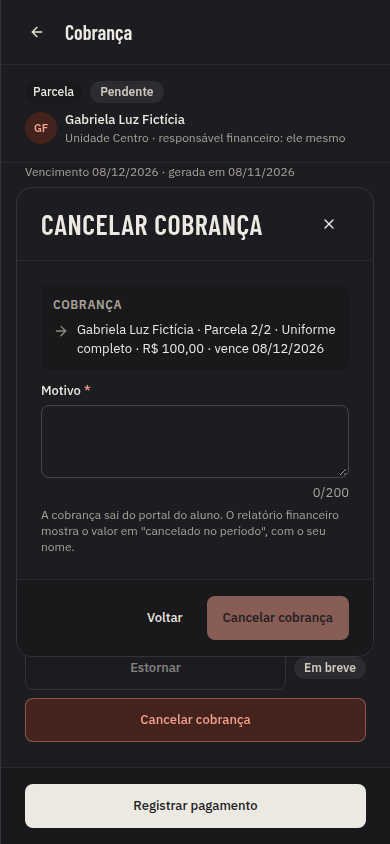 Cobrança
Parcela Pendente
GF
Gabriela Luz Fictícia
Unidade Centro · responsável financeiro: ele mesmo
Vencimento 08/12/2026 · gerada em 08/11/2026
CANCELAR COBRANÇA
COBRANÇA
Gabriela Luz Fictícia · Parcela 2/2 · Uniforme
completo · R$ 100,00 · vence 08/12/2026
Motivo *
0/200
A cobrança sai do portal do aluno. O relatório financeiro
mostra o valor em "cancelado no período", com o seu
nome.
Voltar Cancelar cobrança
Estornar Em breve
Cancelar cobrança
Registrar pagamento